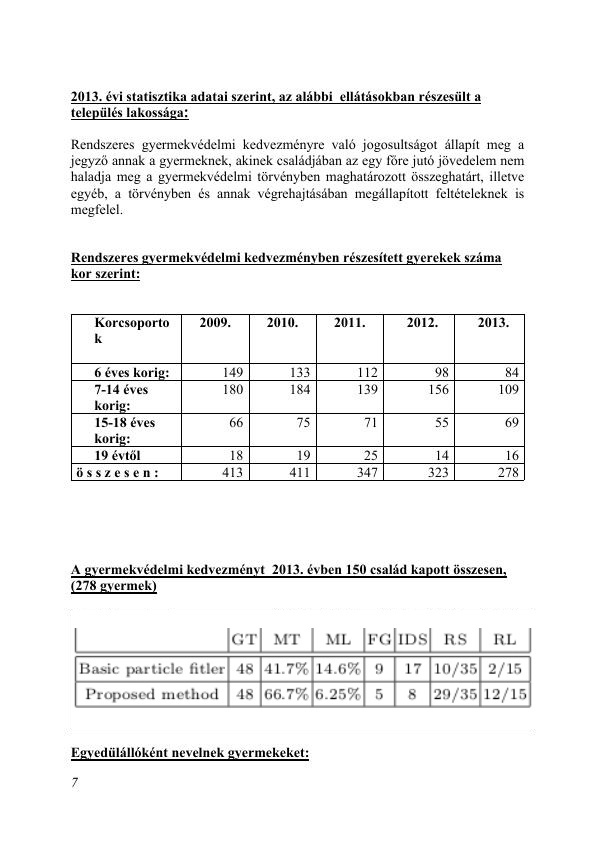 2013. évi statisztika adatai szerint, az alábbi  ellátásokban részesült a
település lakossága:
Rendszeres gyermekvédelmi kedvezményre való jogosultságot állapít meg a
jegyző annak a gyermeknek, akinek családjában az egy főre jutó jövedelem nem
haladja meg a gyermekvédelmi törvényben maghatározott összeghatárt, illetve
egyéb, a törvényben és annak végrehajtásában megállapított feltételeknek is
megfelel.
Rendszeres gyermekvédelmi kedvezményben részesített gyerekek száma
kor szerint:
Korcsoporto 2009. 2010. 2011. 2012. 2013.
k
6 éves korig: 149 133 112 98 84
7-14 éves 180 184 139 156 109
korig:
15-18 éves 66 75 71 55 69
korig:
19 évtől 18 19 25 14 16
ö s s z e s e n : 413 411 347 323 278
A gyermekvédelmi kedvezményt  2013. évben 150 család kapott összesen,
(278 gyermek)
GT MT ML FG IDS RS RL
Basic particle fitler 48 41.7% 14.6% 9 17 10/35 2/15
Proposed method 48 66.7% 6.25% 5 8 29/35 12/15
Egyedülállóként nevelnek gyermekeket:
7